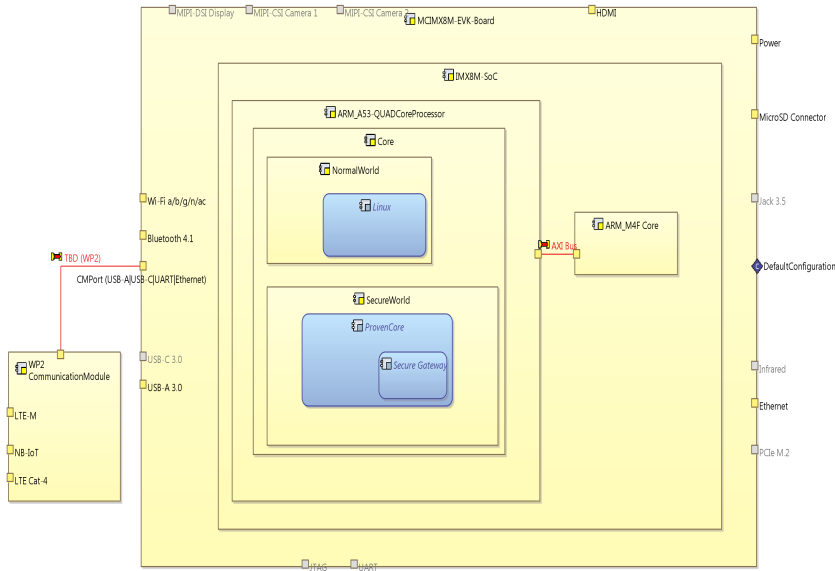 MIPI-DSI Display
MIPI-CSI Camera 1
MIPI-CSI Camera 2
MCIMX8M-EVK-Board
HDMI
Power
IMX8M-SoC
ARM_A53-QUADCoreProcessor
MicroSD Connector
Core
NormalWorld
Linux
Wi-Fi a/b/g/n/ac
Jack 3.5
ARM_M4F Core
Bluetooth 4.1
AXI Bus
TBD (WP2)
DefaultConfiguration
CMPort (USB-A|USB-C|UART|Ethernet)
SecureWorld
ProvenCore
USB-C 3.0
WP2
CommunicationModule
Secure Gateway
Infrared
USB-A 3.0
Ethernet
LTE-M
NB-IoT
PCIe M.2
LTE Cat-4
JTAG
UART